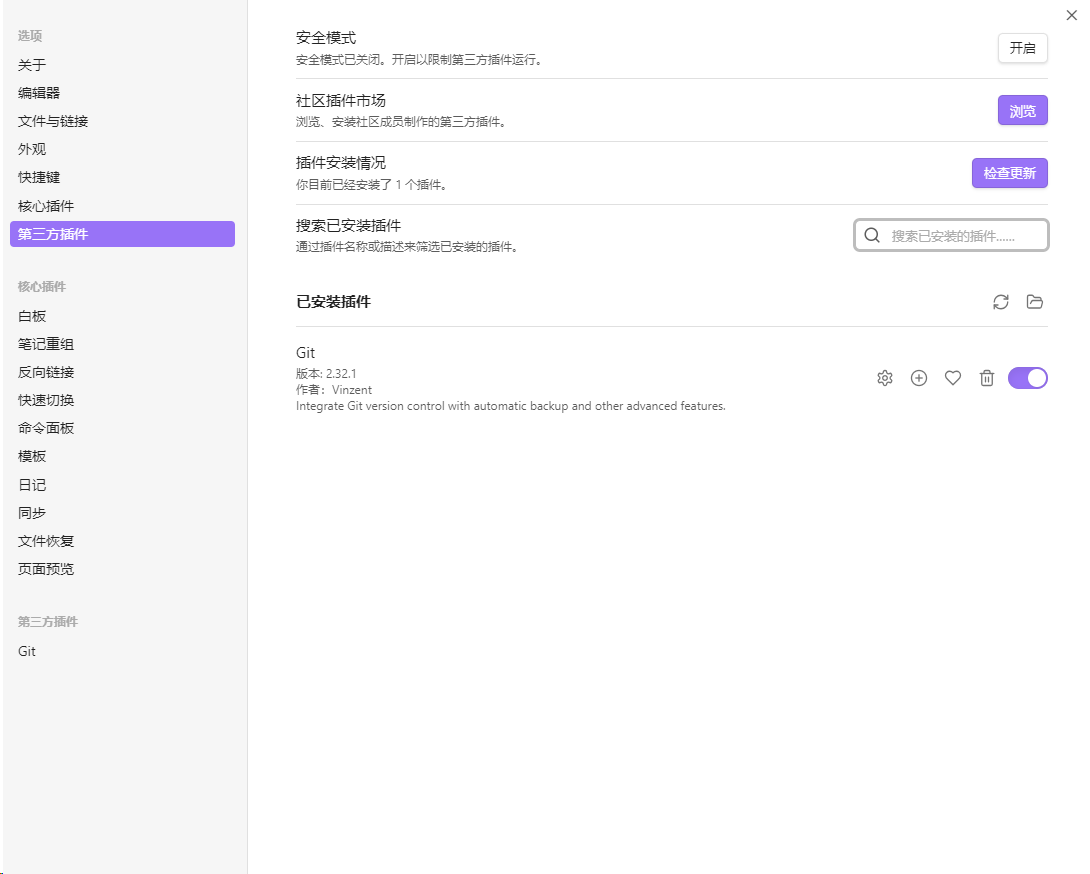 选项
关于
编辑器
文件与链接
外观
快捷键
核心插件
第三方插件
核心插件
白板
笔记重组
反向链接
快速切换
命令面板
模板
日记
同步
文件恢复
页面预览
第三方插件
Git
安全模式
安全模式已关闭。开启以限制第三方插件运行。
开启
社区插件市场
浏览、安装社区成员制作的第三方插件。
浏览
插件安装情况
你目前已经安装了 1 个插件。
检查更新
搜索已安装插件
通过插件名称或描述来筛选已安装的插件。
搜索已安装的插件......
已安装插件
Git
版本: 2.32.1
作者：Vinzent
Integrate Git version control with automatic backup and other advanced features.